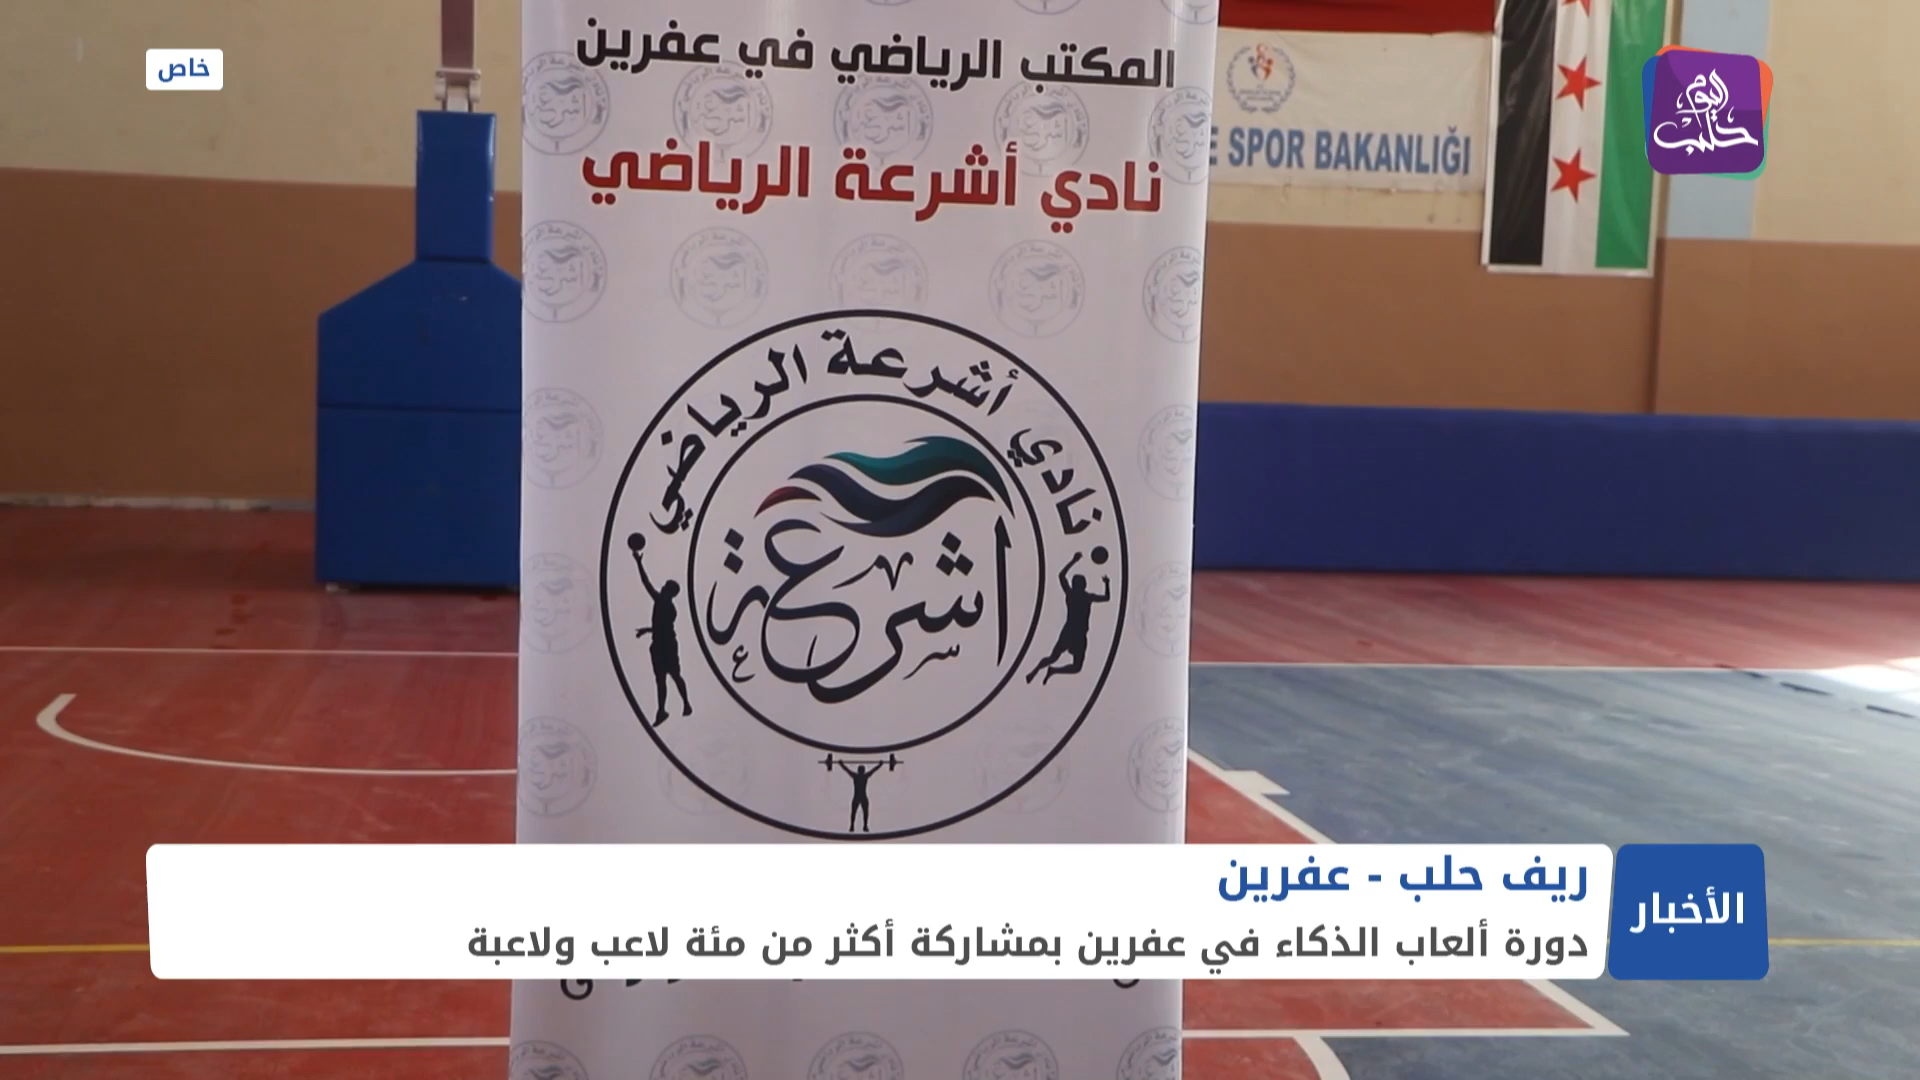 خاص
المكتب الرياضي في عفرين
نادي أشرعة الرياضي
SPOR BAKANLIĞI
حلب اليوم
نادي أشرعة الرياضي
أشرعة
ريف حلب - عفرين
الأخبار
دورة ألعاب الذكاء في عفرين بمشاركة أكثر من مئة لاعب ولاعبة